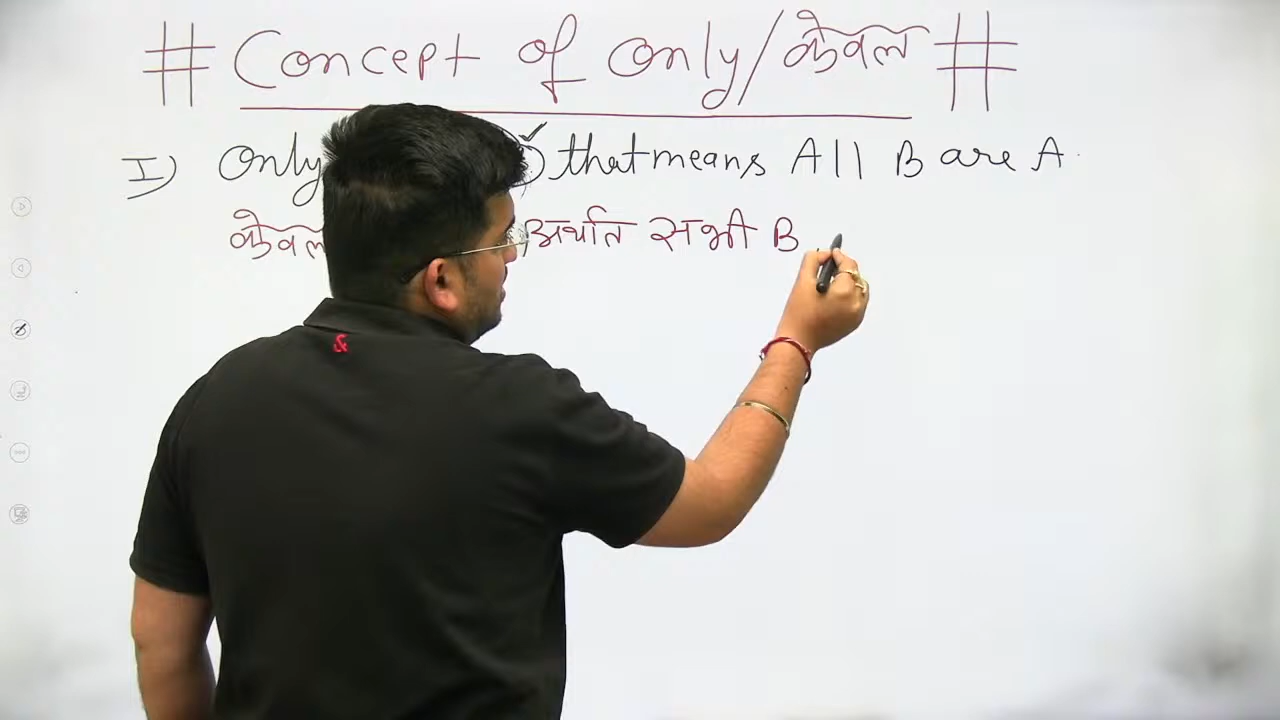 # Concept of only/केवल #
I) Only that means All B are A
केवल अर्थात सभी B